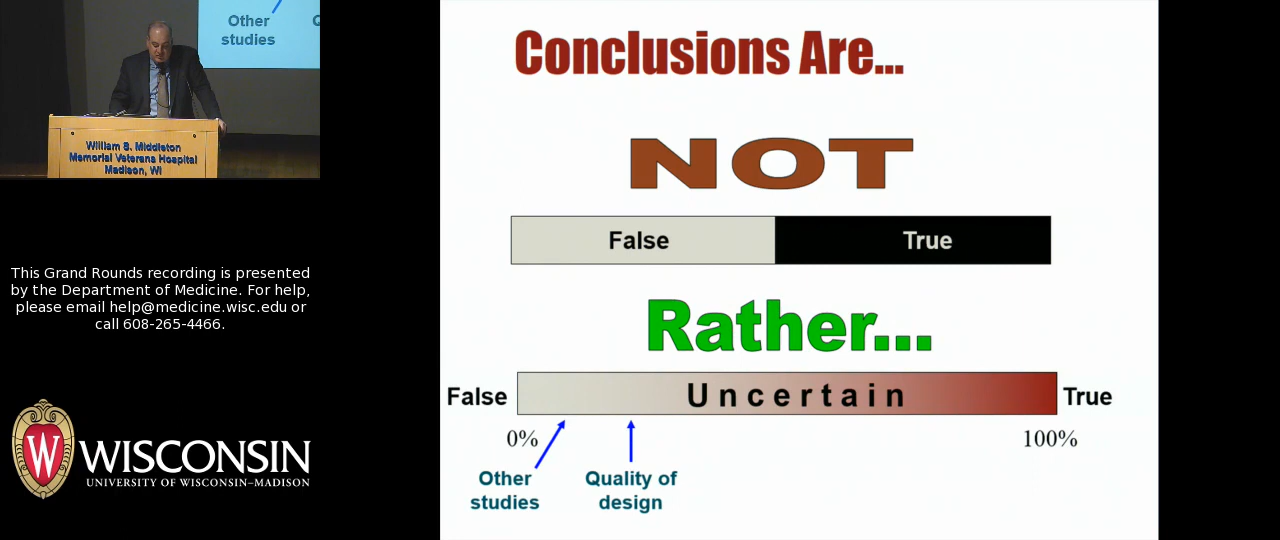 Other
studies
William S. Middleton
Memorial Veterans Hospital
Madison, WI
This Grand Rounds recording is presented
by the Department of Medicine. For help,
please email help@medicine.wisc.edu or
call 608-265-4466.
W
WISCONSIN
UNIVERSITY OF WISCONSIN–MADISON
Conclusions Are...
NOT
False True
Rather...
False Uncertain True
0% 100%
Other Quality of
studies design